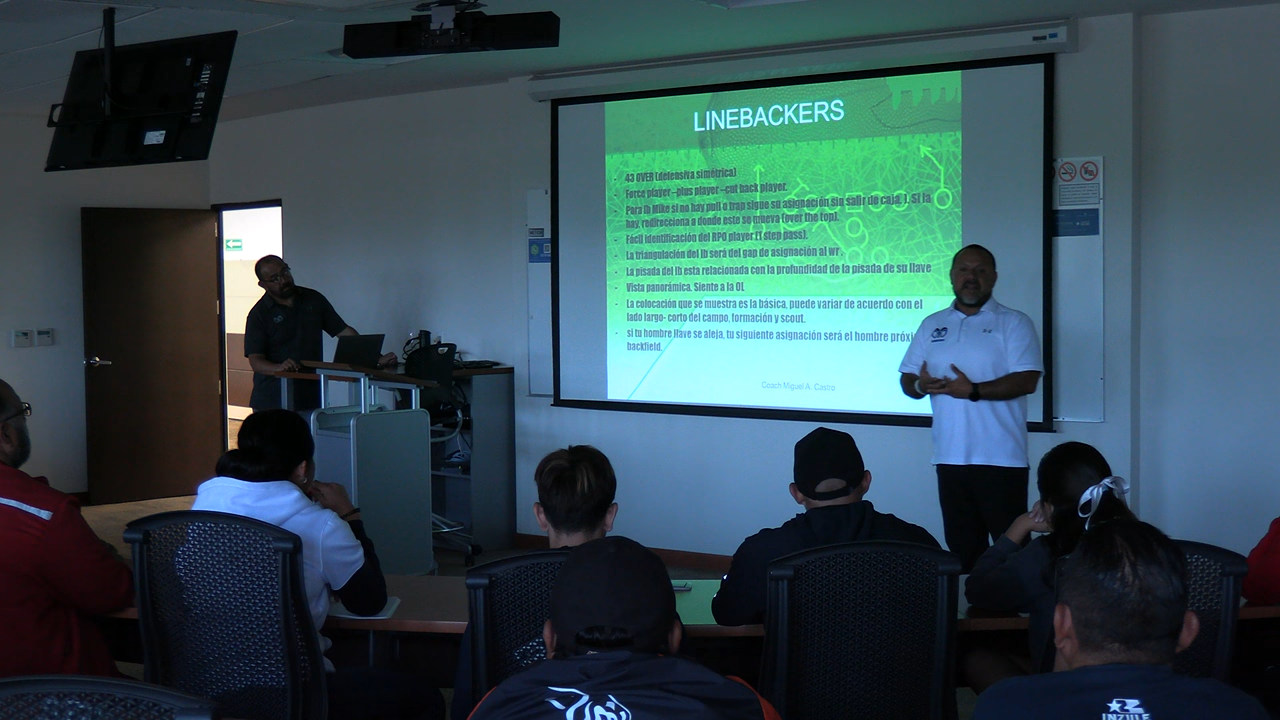 LINEBACKERS
- 43 OVER (defensiva simétrica)
- Force player –plus player –cut back player.
- Para lb Mike si no hay pull o trap sigue su asignación sin salir de caja. ). Si la
hay, redirecciona a donde este se mueva (over the top).
- Fácil identificación del RPO player.(1 step pass).
- La triangulación del lb será del gap de asignación al wr.
- La pisada del lb esta relacionada con la profundidad de la pisada de su llave
- Vista panorámica. Siente a la OL
- La colocación que se muestra es la básica, puede variar de acuerdo con el
lado largo- corto del campo, formación y scout.
- si tu hombre llave se aleja, tu siguiente asignación será el hombre
backfield.
Coach Miguel A. Castro